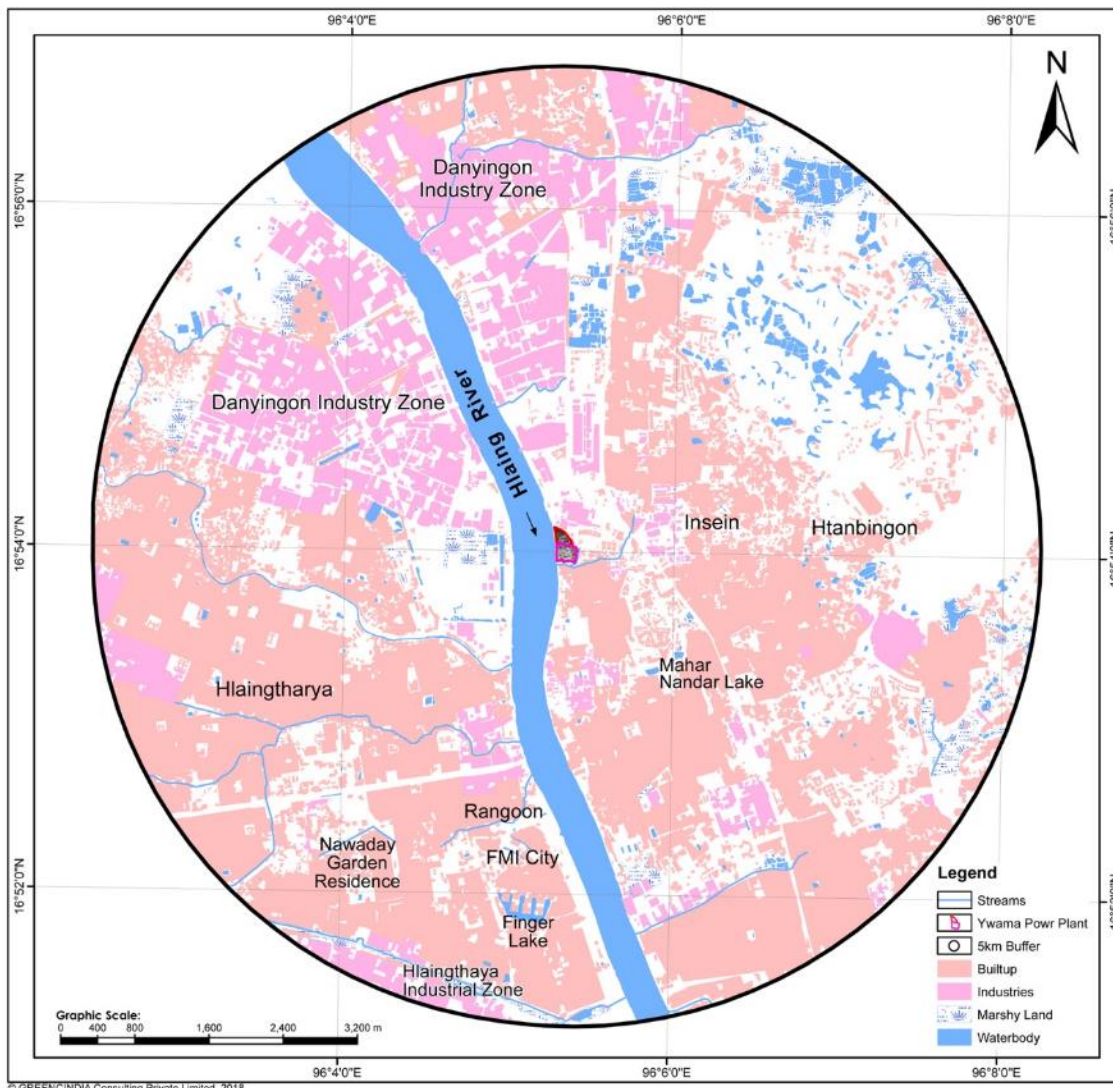 96°4'0"E
96°6'0"E
96°8'0"E
N
Danyingon
Industry Zone
16°56'0"N
Danyingon Industry Zone
Hlaing River
Insein
Htanbingon
16°54'0"N
Mahar
Nandar Lake
Hlaingtharya
Rangoon
FMI City
Nawaday
Garden
Residence
16°52'0"N
Finger
Lake
Hlaingthaya
Industrial Zone
Legend
Streams
Ywama Powr Plant
5km Buffer
Builtup
Industries
Marshy Land
Waterbody
Graphic Scale:
0 400 800 1,600 2,400 3,200 m
96°4'0"E
96°6'0"E
96°8'0"E